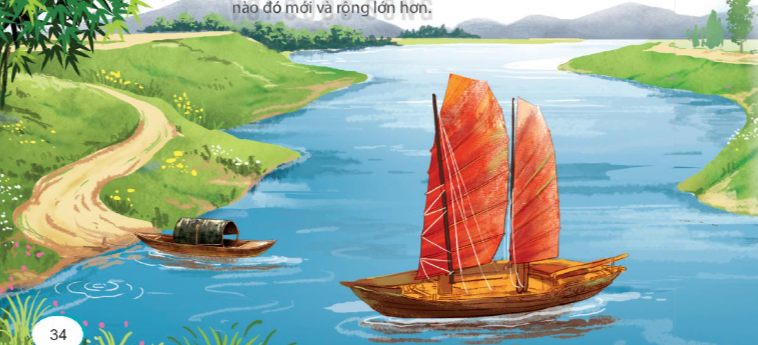 nào đó mới và rộng lớn hơn.
34